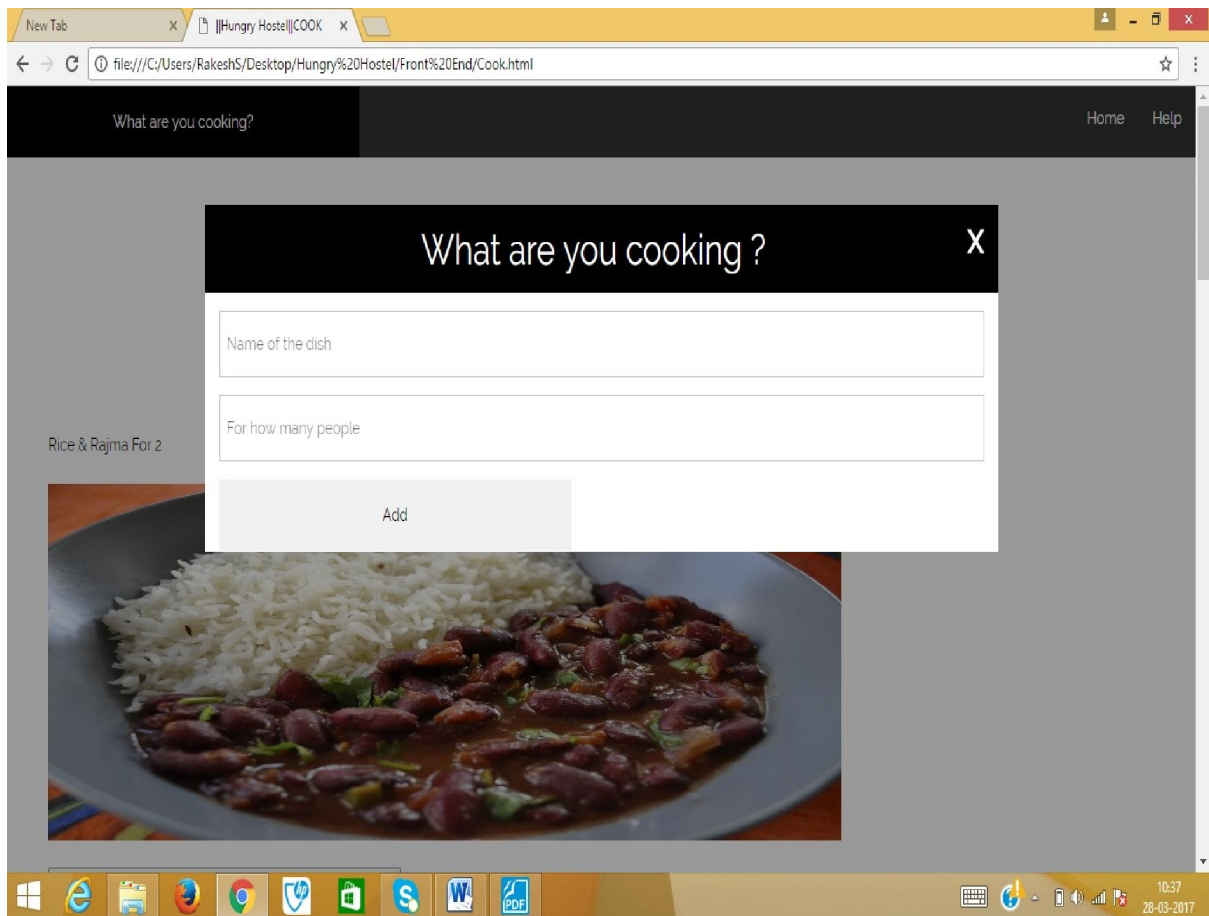 New Tab
||Hungry Hostel||COOK
file:///C:/Users/RakeshS/Desktop/Hungry%20Hostel/Front%20End/Cook.html
What are you cooking?
Home Help
What are you cooking ?
X
Name of the dish
For how many people
Rice & Rajma For 2
Add
hp
S
W
PDF
10:37
28-03-2017